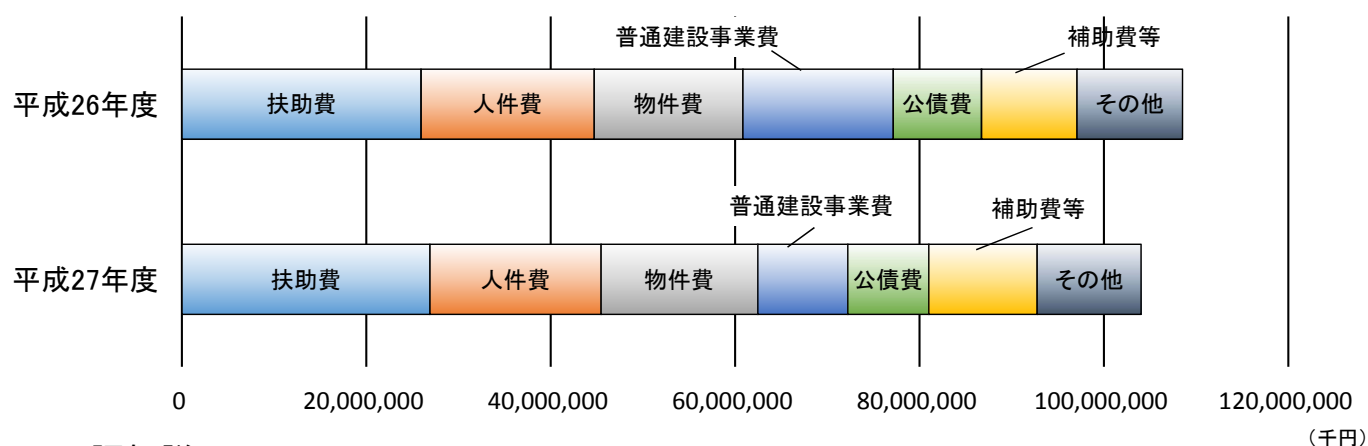 普通建設事業費
補助費等
平成26年度
扶助費
人件費
物件費
公債費
その他
普通建設事業費
補助費等
平成27年度
扶助費
人件費
物件費
公債費
その他
0
20,000,000
40,000,000
60,000,000
80,000,000
100,000,000
120,000,000
(千円)